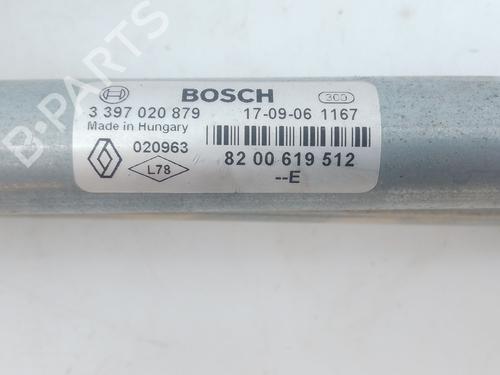 BOSCH
300
3 397 020 879 17-09-06 1167
Made in Hungary
020963
L78
82 00 619 512
--E
B-PARTS